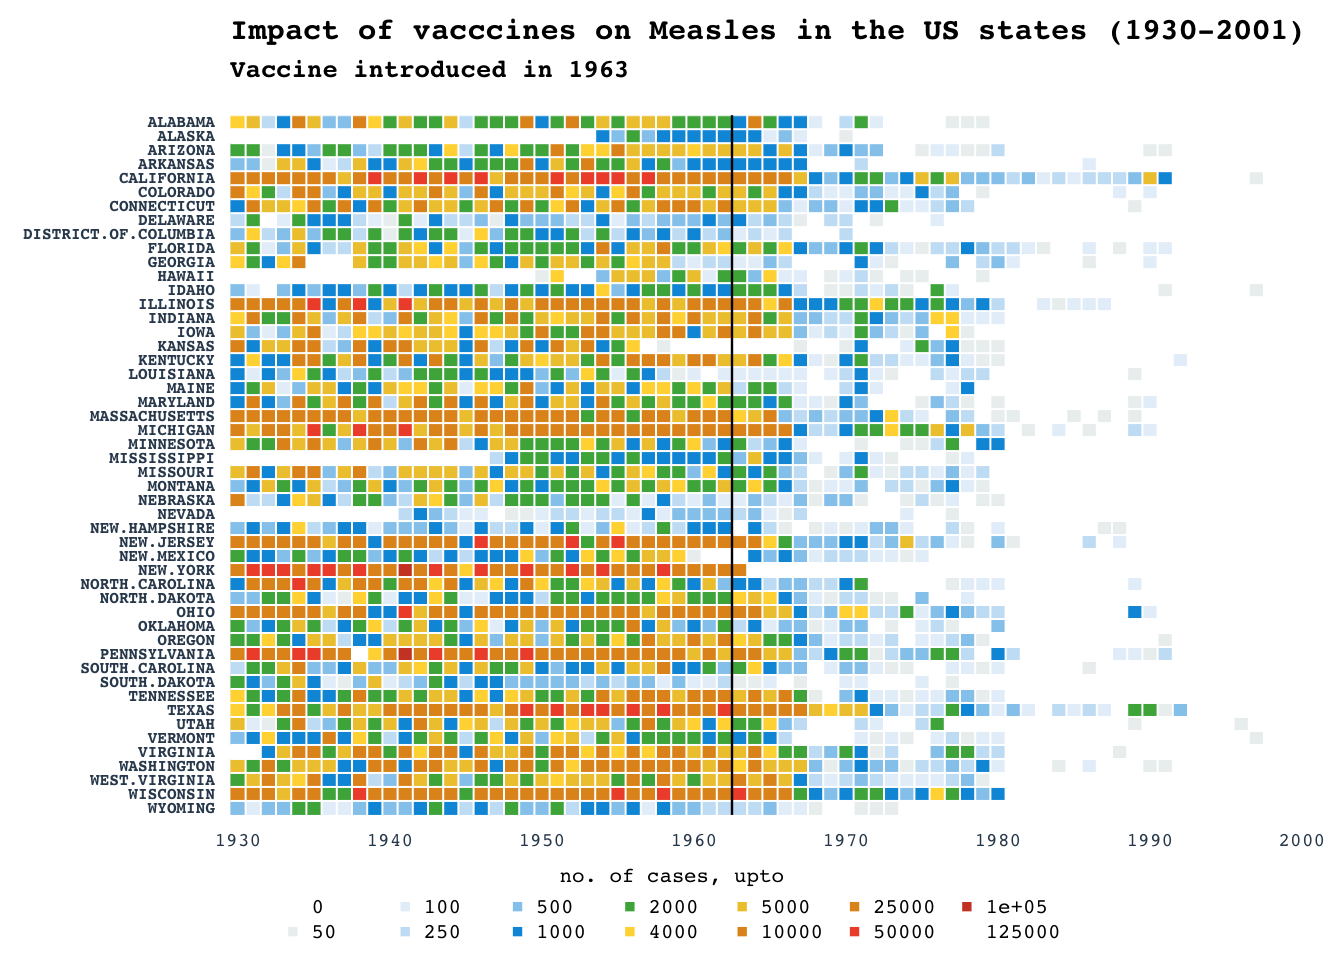 Impact of vacccines on Measles in the US states (1930-2001)
Vaccine introduced in 1963
ALABAMA
ALASKA
ARIZONA
ARKANSAS
CALIFORNIA
COLORADO
CONNECTICUT
DELAWARE
DISTRICT.OF.COLUMBIA
FLORIDA
GEORGIA
HAWAII
IDAHO
ILLINOIS
INDIANA
IOWA
KANSAS
KENTUCKY
LOUISIANA
MAINE
MARYLAND
MASSACHUSETTS
MICHIGAN
MINNESOTA
MISSISSIPPI
MISSOURI
MONTANA
NEBRASKA
NEVADA
NEW.HAMPSHIRE
NEW.JERSEY
NEW.MEXICO
NEW.YORK
NORTH.CAROLINA
NORTH.DAKOTA
OHIO
OKLAHOMA
OREGON
PENNSYLVANIA
SOUTH.CAROLINA
SOUTH.DAKOTA
TENNESSEE
TEXAS
UTAH
VERMONT
VIRGINIA
WASHINGTON
WEST.VIRGINIA
WISCONSIN
WYOMING
1930 1940 1950 1960 1970 1980 1990 2000
no. of cases, upto
0 100 500 2000 5000 25000 1e+05
50 250 1000 4000 10000 50000 125000